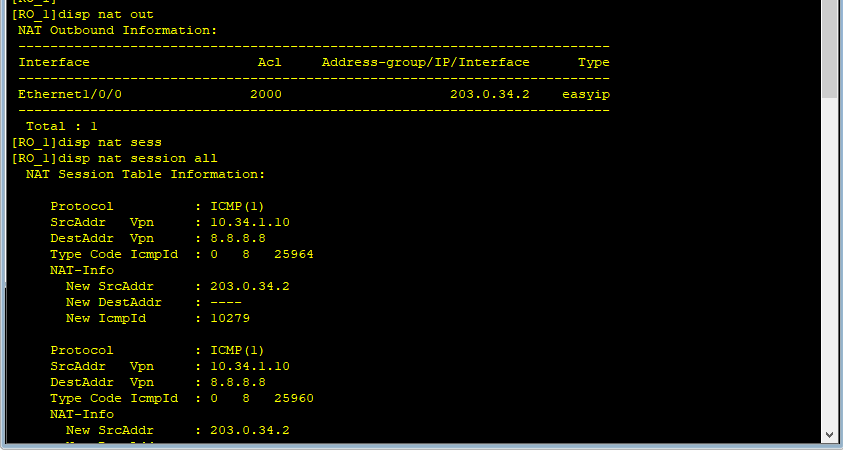 [RO_1]
[RO_1]disp nat out
NAT Outbound Information:
--------------------------------------------------------------------------
Interface Acl Address-group/IP/Interface Type
--------------------------------------------------------------------------
Ethernet1/0/0 2000 203.0.34.2 easyip
--------------------------------------------------------------------------
Total : 1
[RO_1]disp nat sess
[RO_1]disp nat session all
NAT Session Table Information:
Protocol : ICMP(1)
SrcAddr Vpn : 10.34.1.10
DestAddr Vpn : 8.8.8.8
Type Code IcmpId : 0 8 25964
NAT-Info
New SrcAddr : 203.0.34.2
New DestAddr : ----
New IcmpId : 10279
Protocol : ICMP(1)
SrcAddr Vpn : 10.34.1.10
DestAddr Vpn : 8.8.8.8
Type Code IcmpId : 0 8 25960
NAT-Info
New SrcAddr : 203.0.34.2